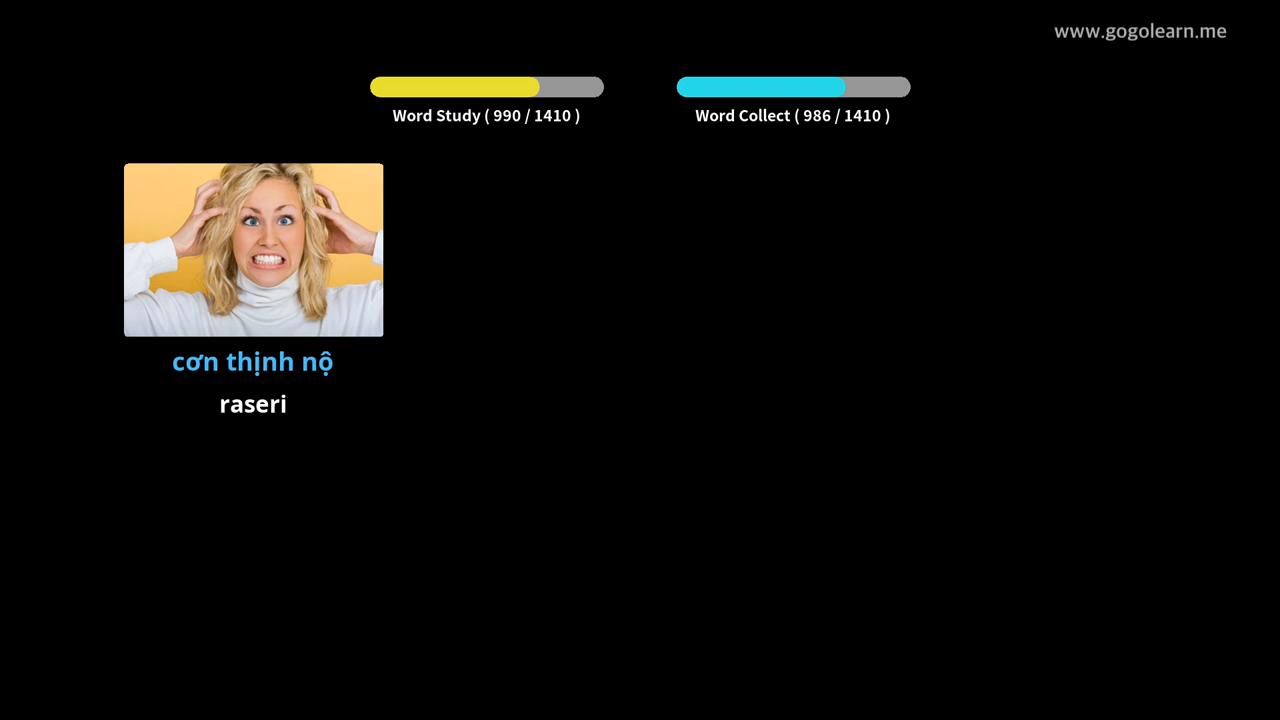 www.gogolearn.me
Word Study ( 990 / 1410 )
Word Collect ( 986 / 1410 )
cơn thịnh nộ
raseri